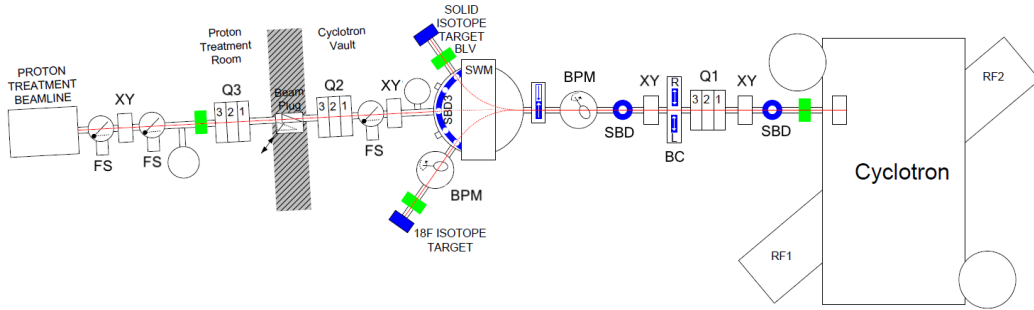 SOLID
ISOTOPE
TARGET
BLV
Proton
Treatment
Room
Cyclotron
Vault
PROTON
TREATMENT
BEAMLINE
XY
FS
FS
Q3
3 2 1
Beam
Plug
Q2
3 2 1
XY
FS
SBD3
SWM
BPM
18F ISOTOPE
TARGET
BPM
SBD
XY
R
L
BC
Q1
3 2 1
XY
SBD
Cyclotron
RF1
RF2